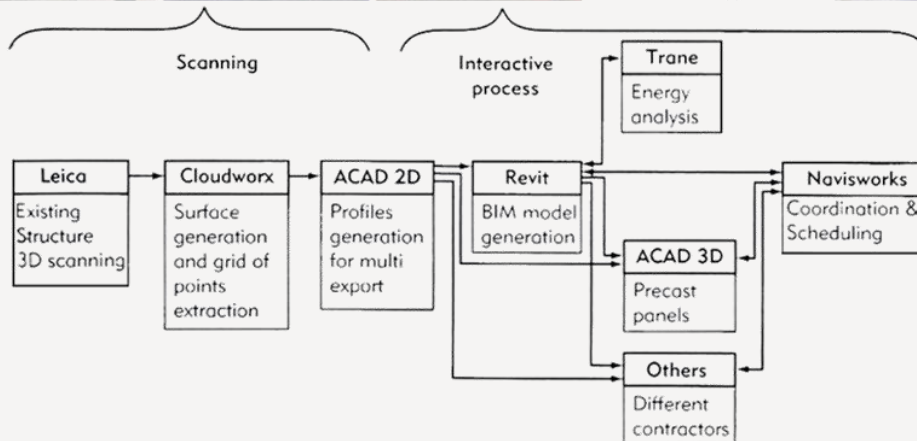 Scanning
Interactive
process
Trane
Energy
analysis
Leica
Existing
Structure
3D scanning
Cloudworx
Surface
generation
and grid of
points
extraction
ACAD 2D
Profiles
generation
for multi
export
Revit
BIM model
generation
ACAD 3D
Precast
panels
Others
Different
contractors
Navisworks
Coordination &
Scheduling